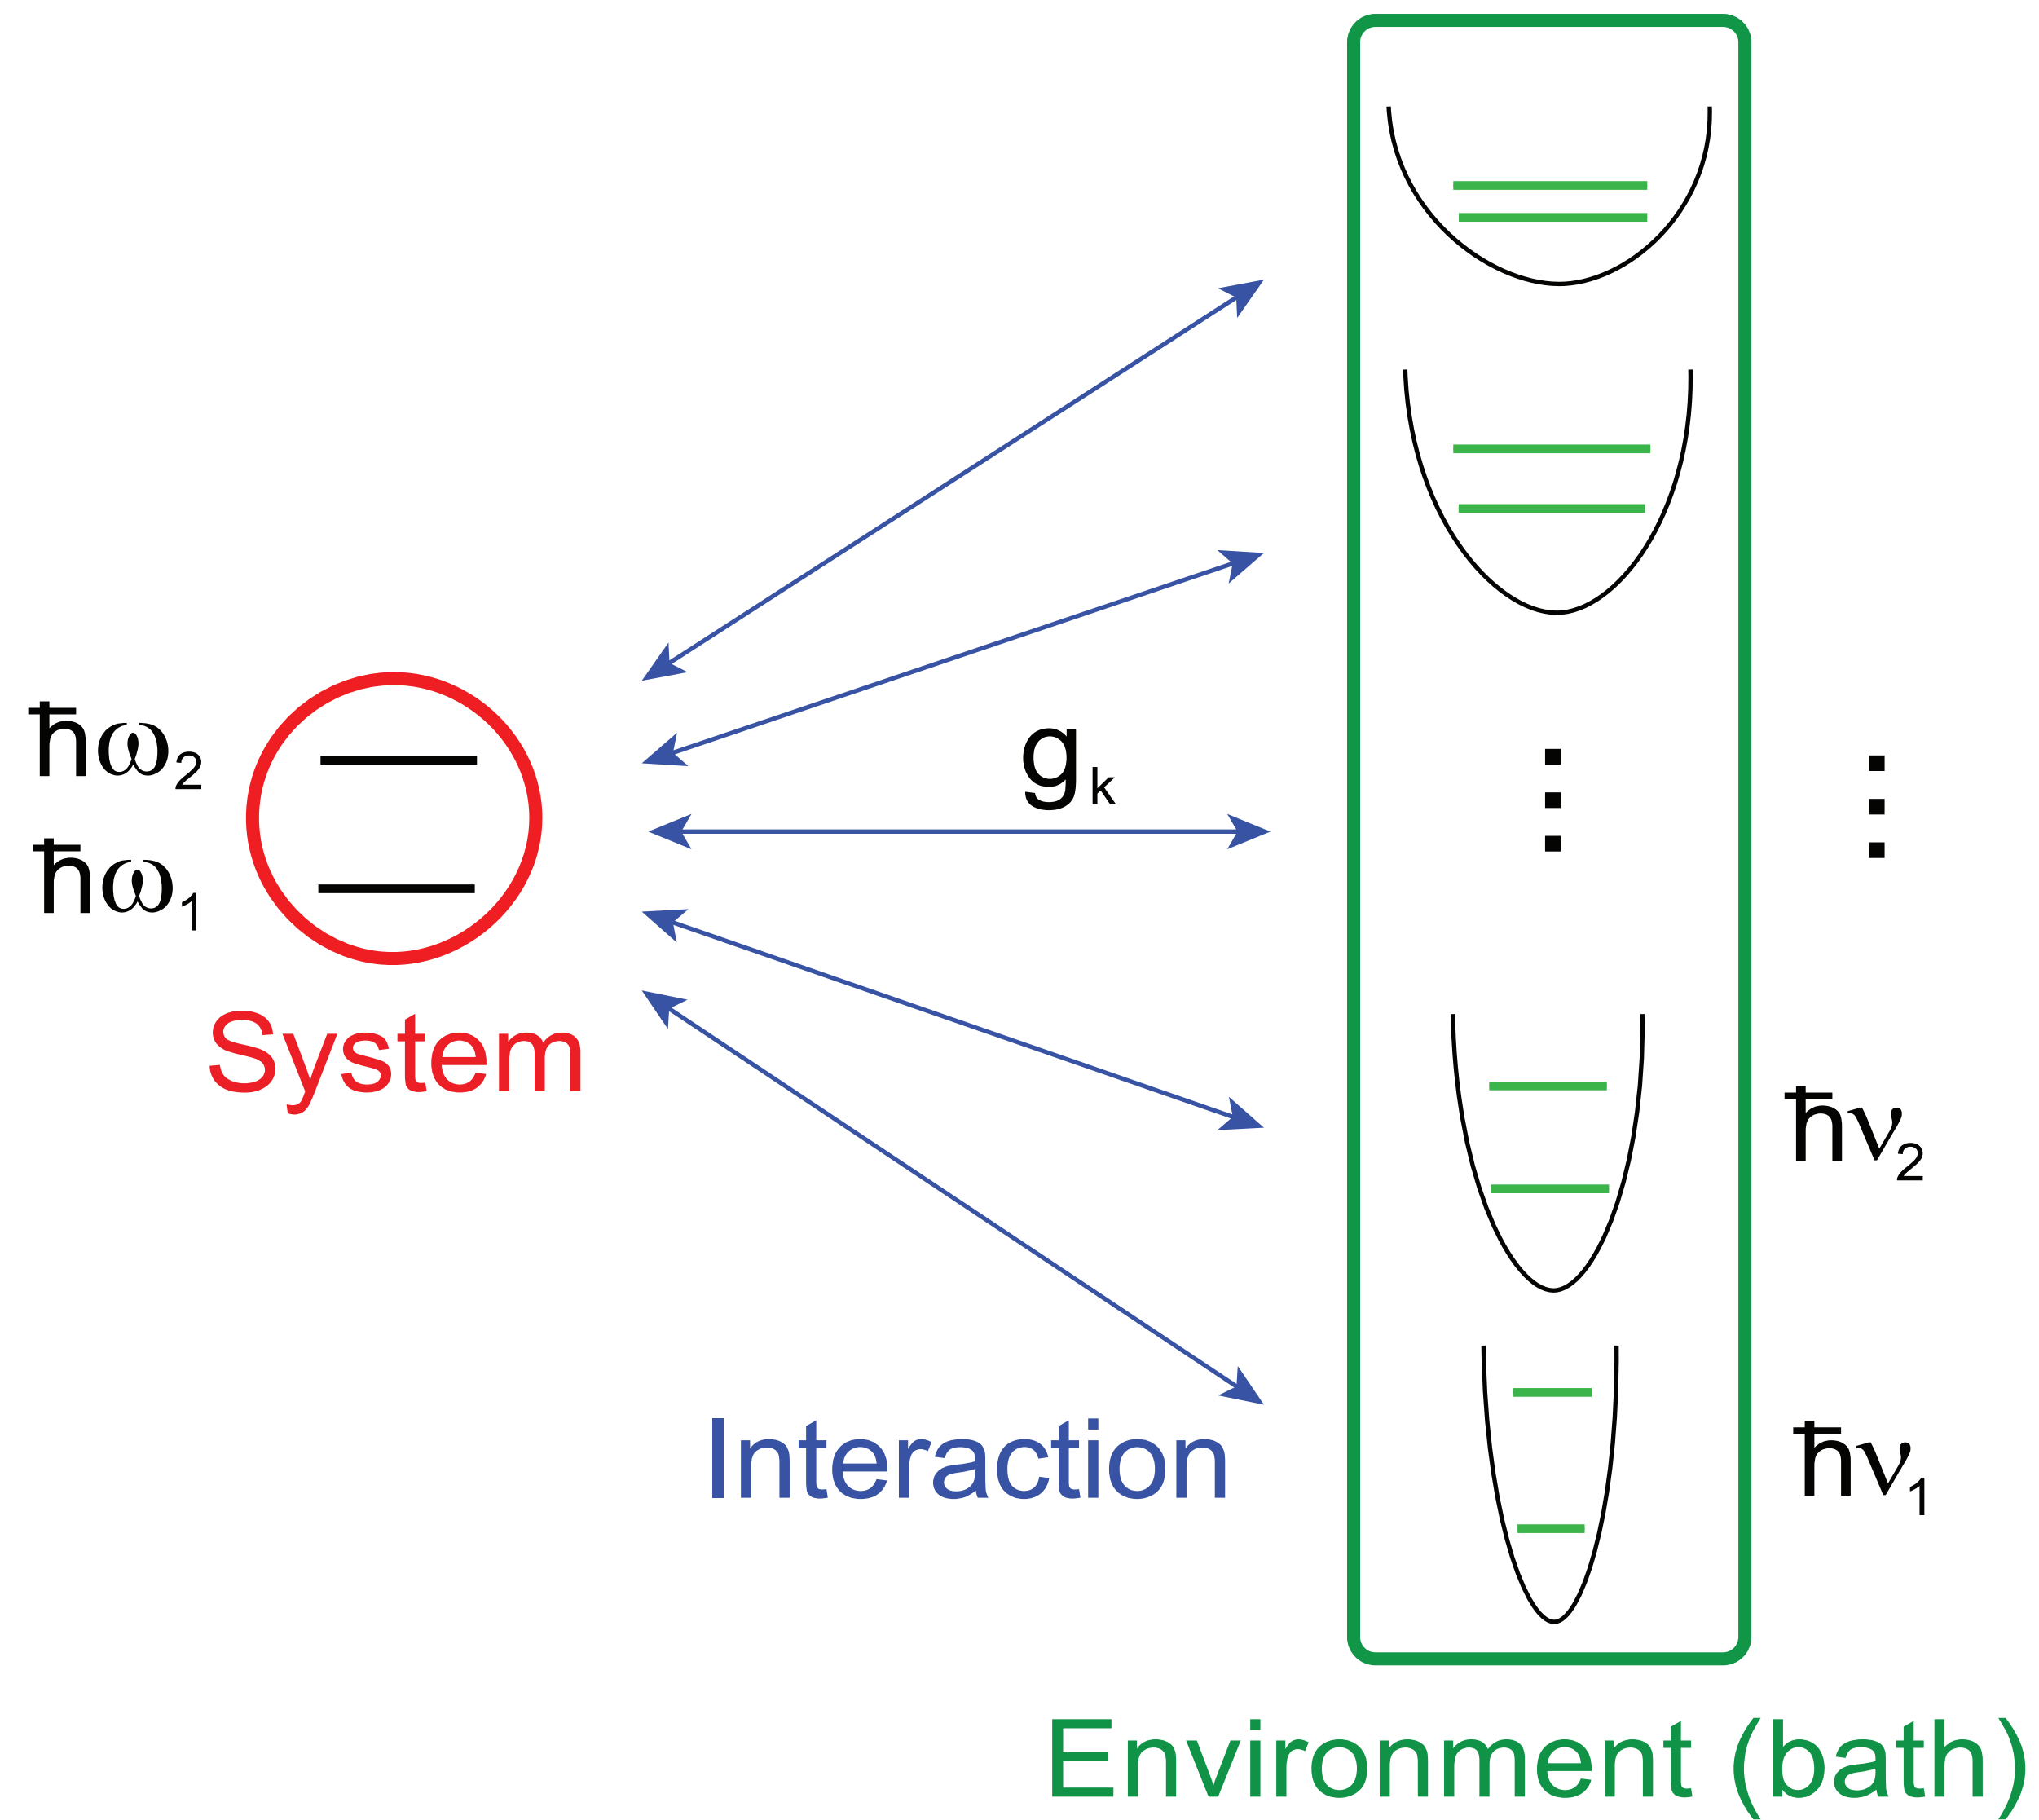 ħω₂
ħω₁
System
gₖ
Interaction
ħν₂
ħν₁
Environment (bath)